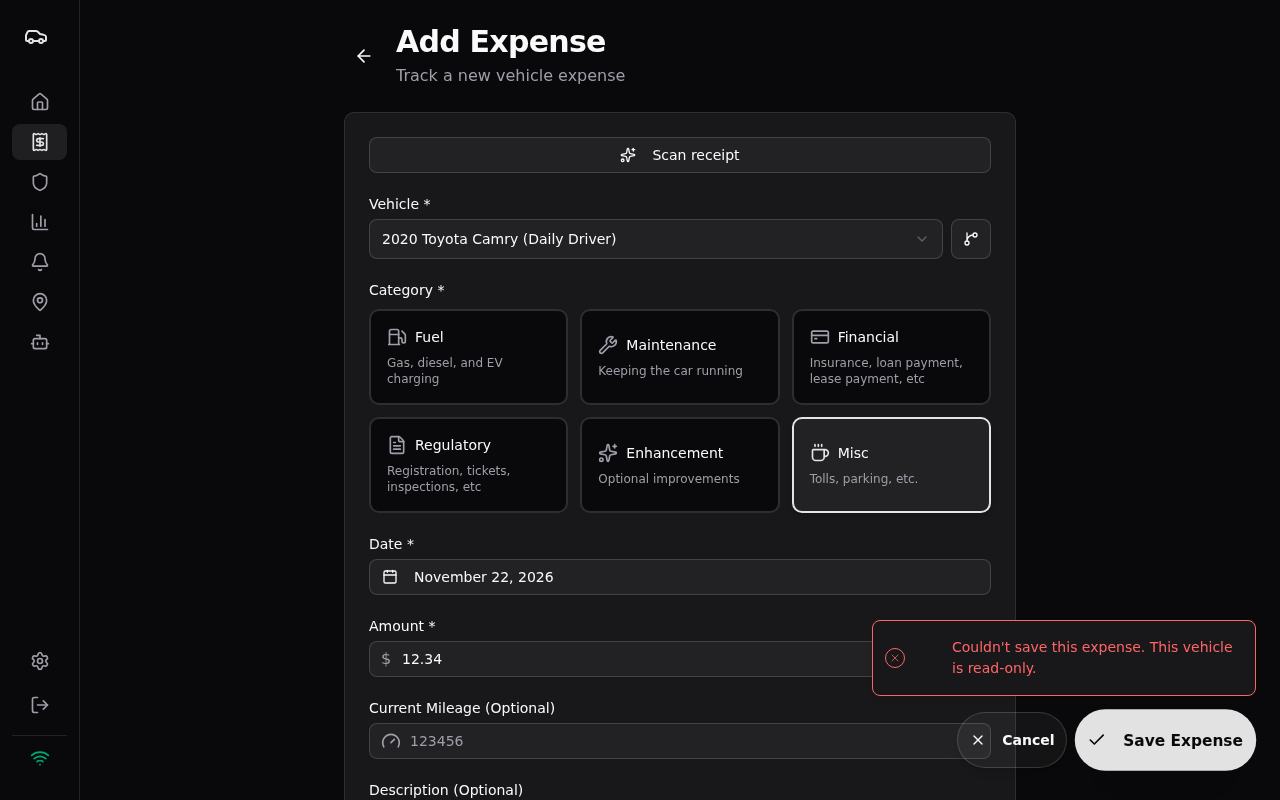 Add Expense
Track a new vehicle expense
Scan receipt
Vehicle *
2020 Toyota Camry (Daily Driver)
Category *
Fuel
Gas, diesel, and EV
charging
Maintenance
Keeping the car running
Financial
Insurance, loan payment,
lease payment, etc
Regulatory
Registration, tickets,
inspections, etc
Enhancement
Optional improvements
Misc
Tolls, parking, etc.
Date *
November 22, 2026
Amount *
$ 12.34
Couldn't save this expense. This vehicle
is read-only.
Current Mileage (Optional)
123456
Cancel
Save Expense
Description (Optional)